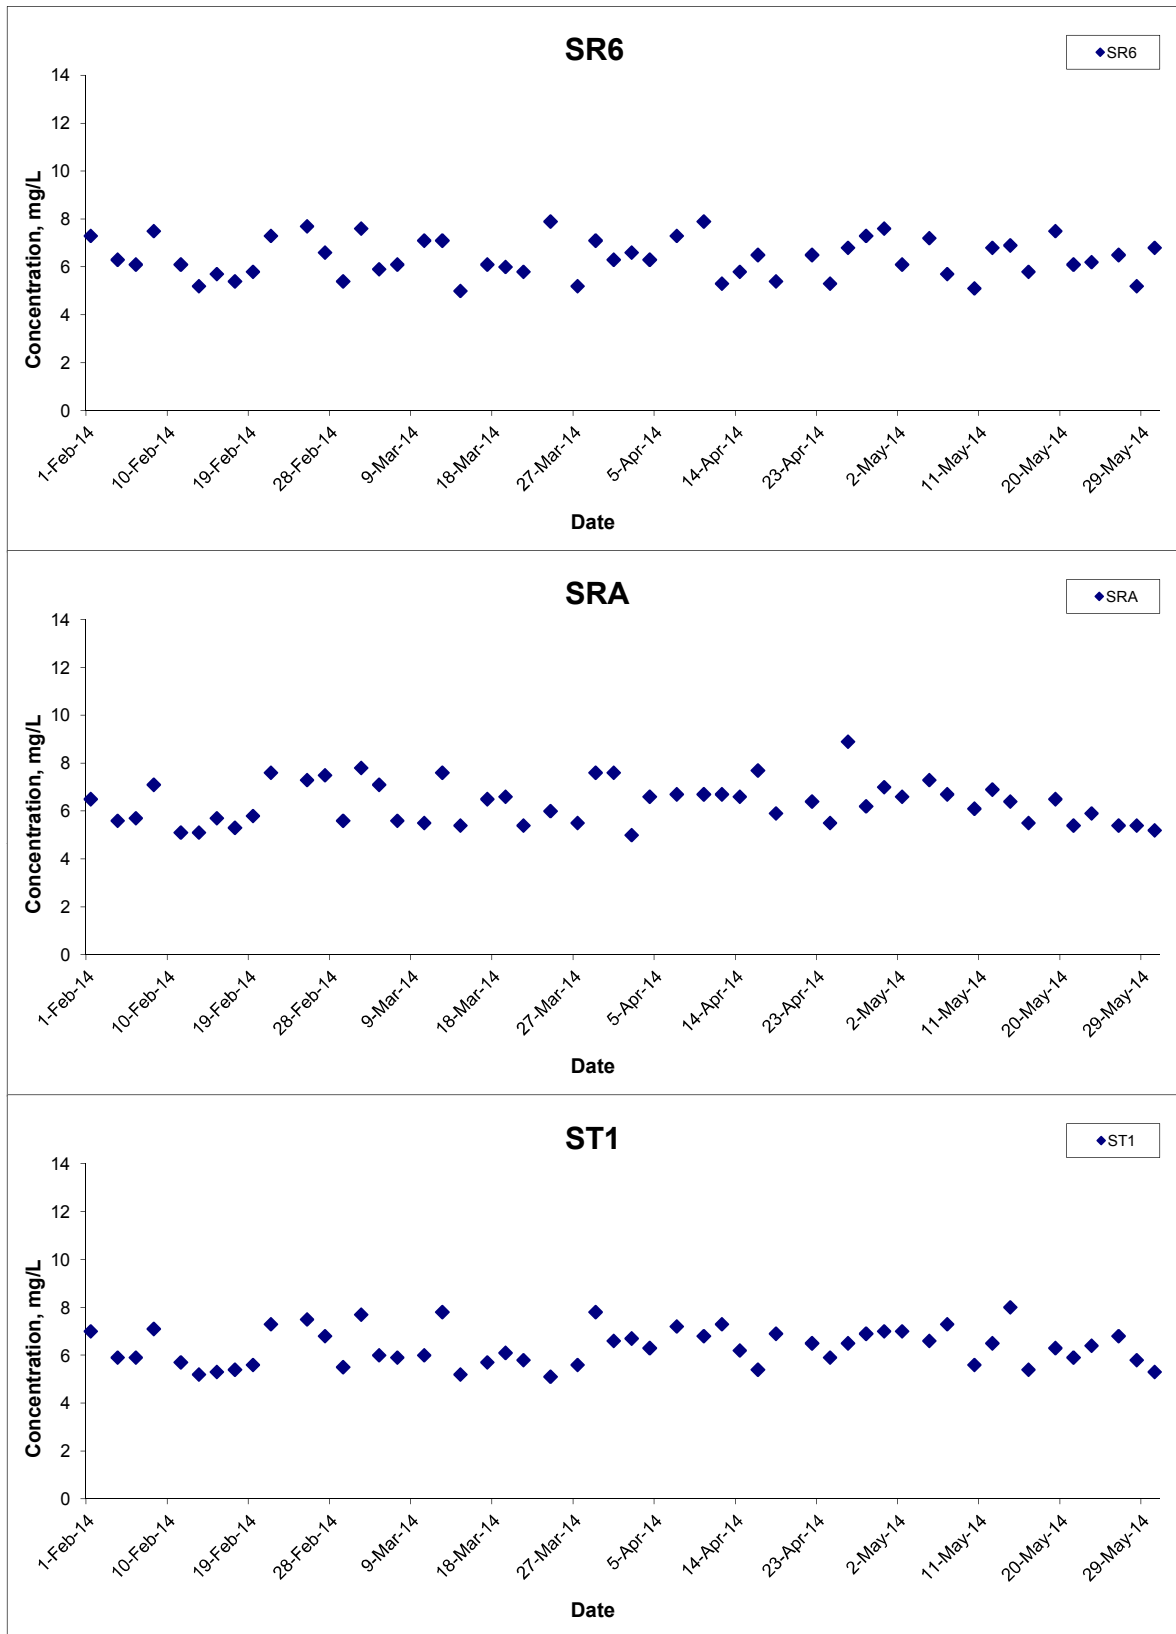 SR6
SR6
14
12
10
8
6
4
2
0
Concentration, mg/L
1-Feb-14
10-Feb-14
19-Feb-14
28-Feb-14
9-Mar-14
18-Mar-14
27-Mar-14
5-Apr-14
14-Apr-14
23-Apr-14
2-May-14
11-May-14
20-May-14
29-May-14
Date
SRA
SRA
14
12
10
8
6
4
2
0
Concentration, mg/L
1-Feb-14
10-Feb-14
19-Feb-14
28-Feb-14
9-Mar-14
18-Mar-14
27-Mar-14
5-Apr-14
14-Apr-14
23-Apr-14
2-May-14
11-May-14
20-May-14
29-May-14
Date
ST1
ST1
14
12
10
8
6
4
2
0
Concentration, mg/L
1-Feb-14
10-Feb-14
19-Feb-14
28-Feb-14
9-Mar-14
18-Mar-14
27-Mar-14
5-Apr-14
14-Apr-14
23-Apr-14
2-May-14
11-May-14
20-May-14
29-May-14
Date